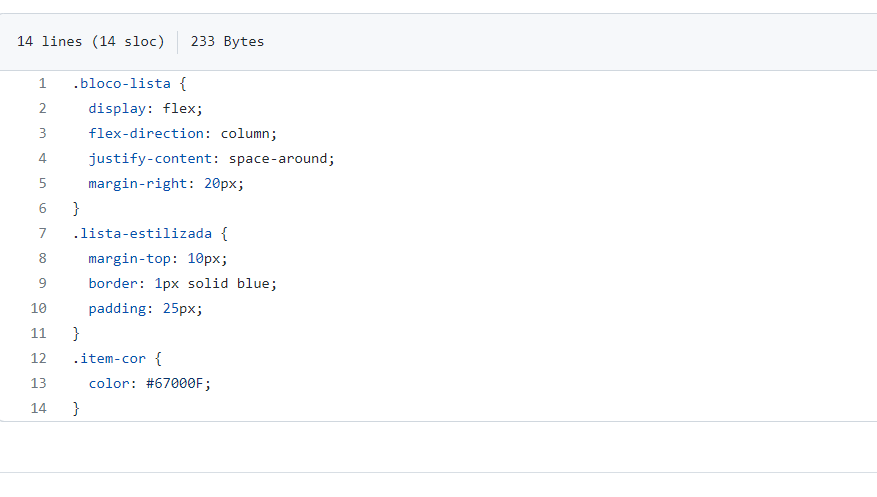 14 lines (14 sloc) 233 Bytes
1 .bloco-lista {
2 display: flex;
3 flex-direction: column;
4 justify-content: space-around;
5 margin-right: 20px;
6 }
7 .lista-estilizada {
8 margin-top: 10px;
9 border: 1px solid blue;
10 padding: 25px;
11 }
12 .item-cor {
13 color: #67000F;
14 }